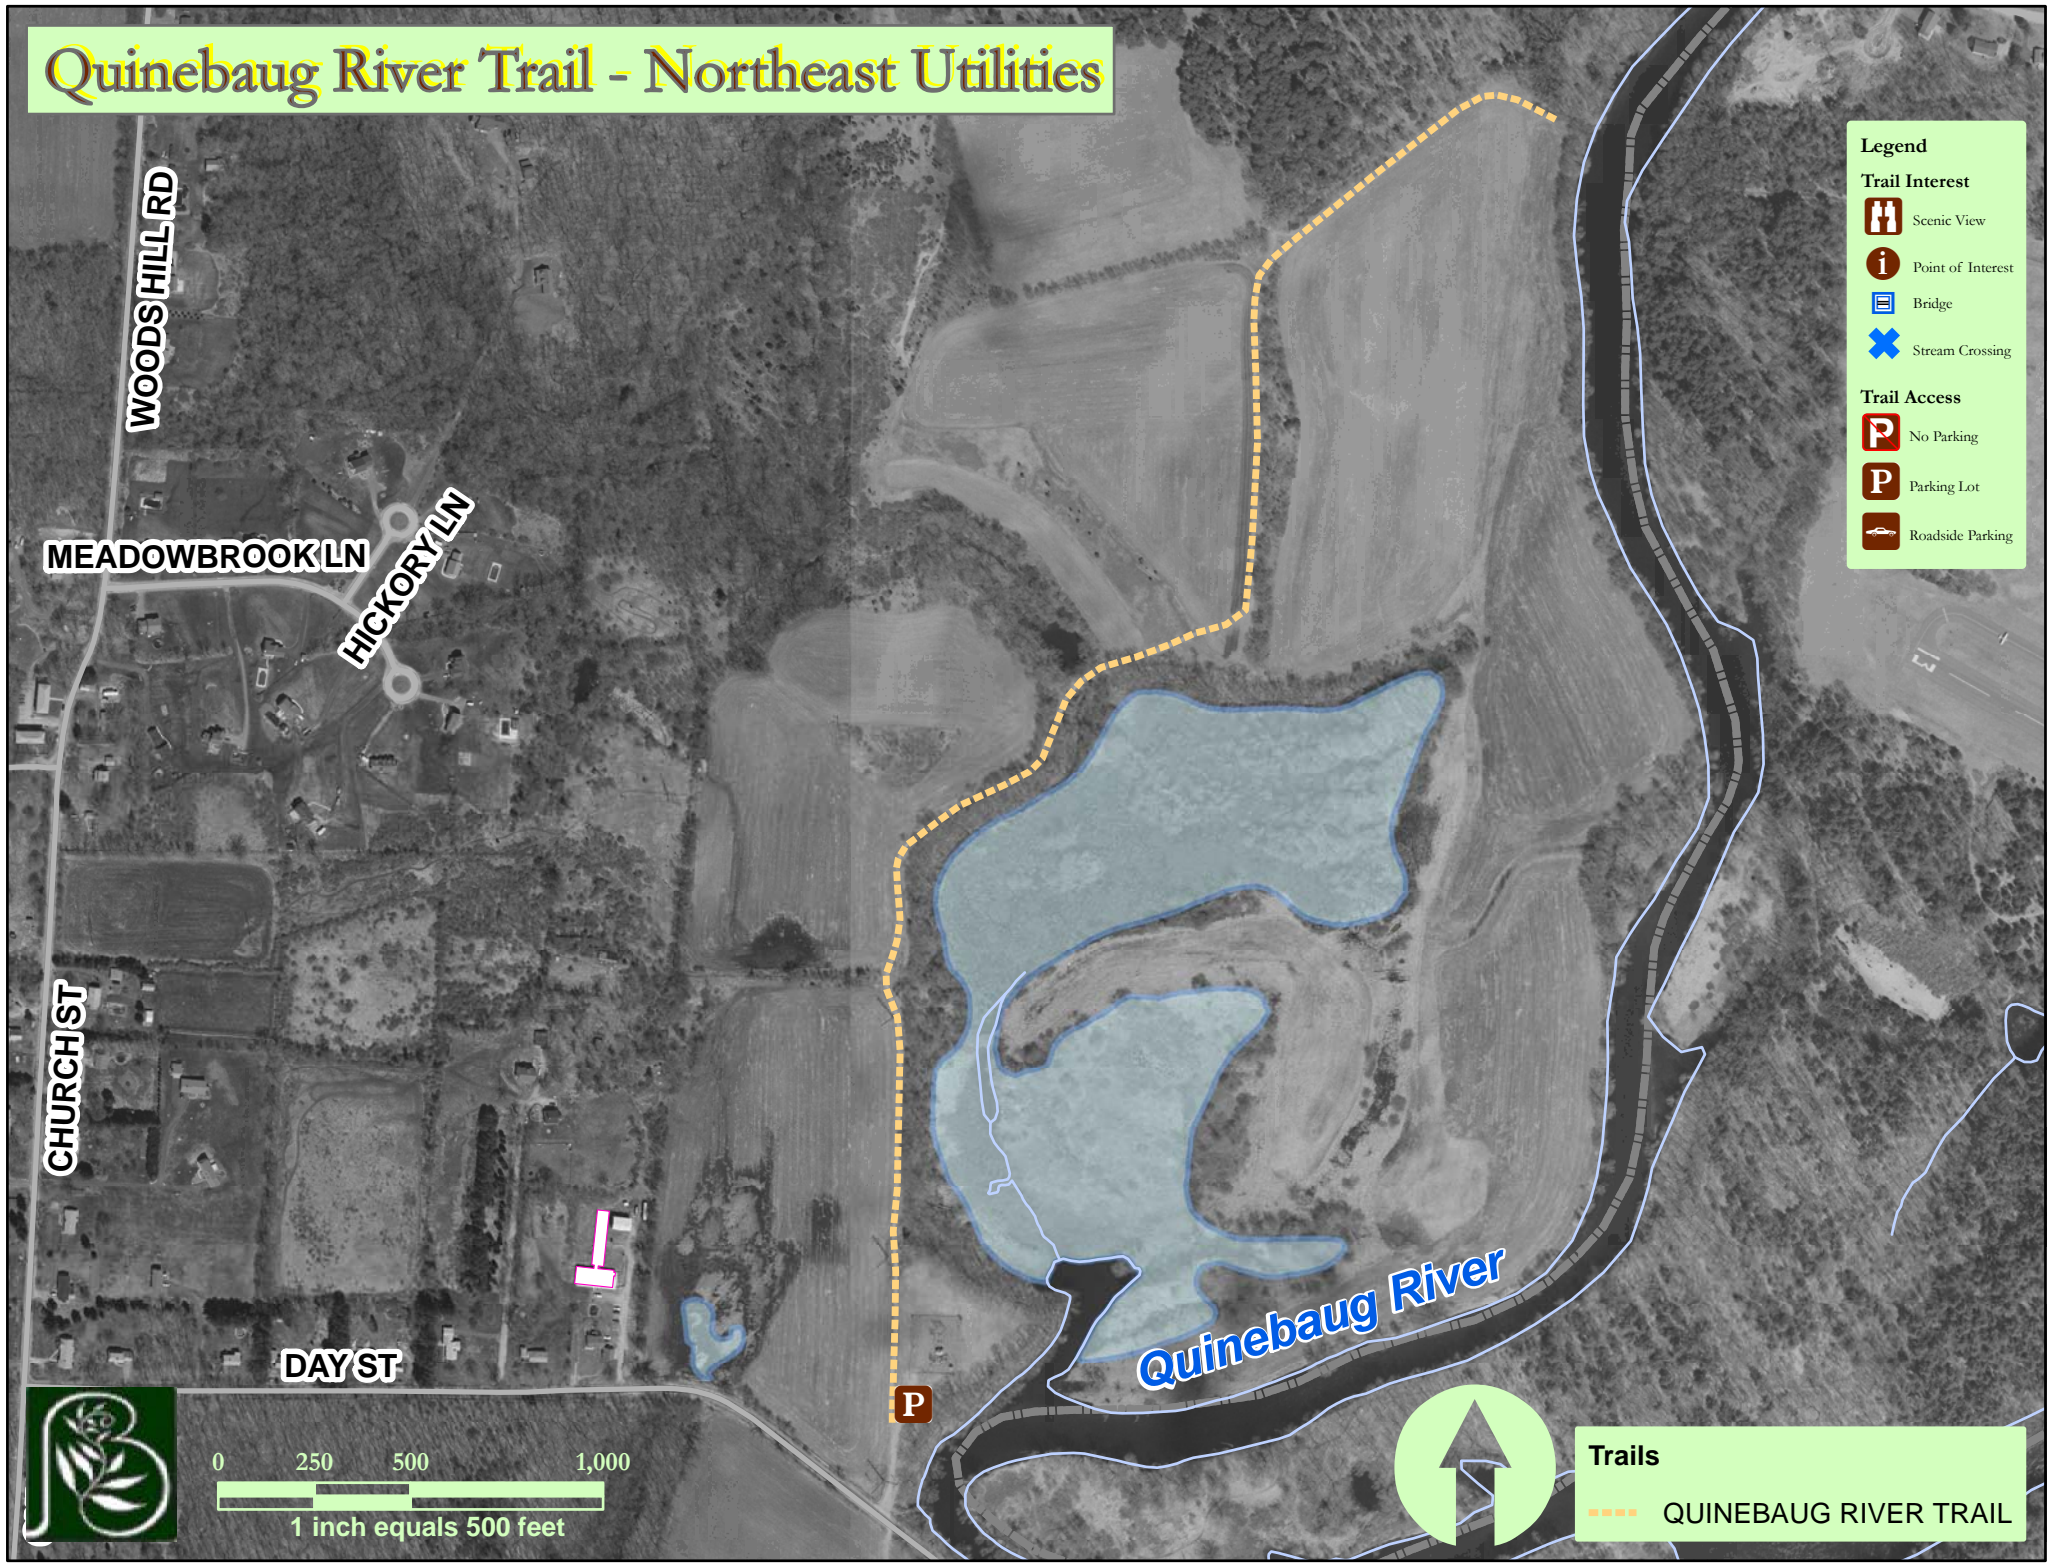 Quinebaug River Trail - Northeast Utilities
Legend
Trail Interest
Scenic View
i
Point of Interest
Bridge
Stream Crossing
Trail Access
P
No Parking
P
Parking Lot
Roadside Parking
WOODS HILL RD
MEADOWBROOK LN
HICKORY LN
13
CHURCH ST
DAY ST
Quinebaug River
P
0 250 500 1,000
1 inch equals 500 feet
Trails
QUINEBAUG RIVER TRAIL